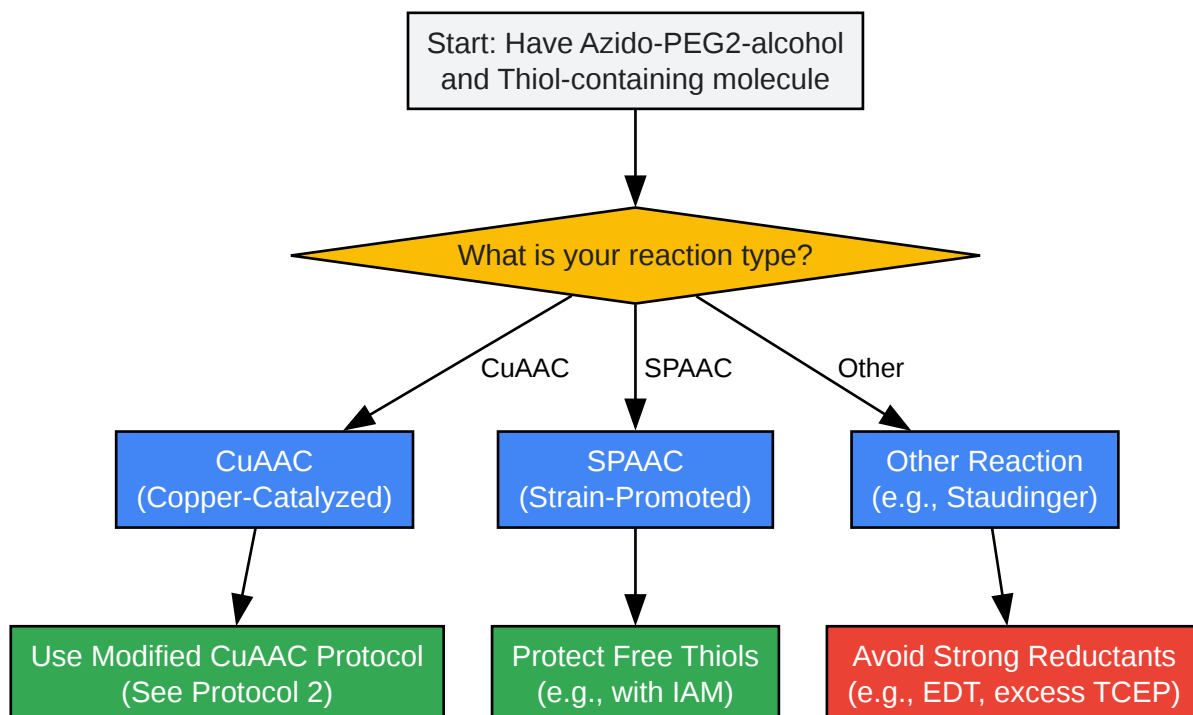 Start: Have Azido-PEG2-alcohol
and Thiol-containing molecule
What is your reaction type?
CuAAC
SPAAC
Other
CuAAC
(Copper-Catalyzed)
SPAAC
(Strain-Promoted)
Other Reaction
(e.g., Staudinger)
Use Modified CuAAC Protocol
(See Protocol 2)
Protect Free Thiols
(e.g., with IAM)
Avoid Strong Reductants
(e.g., EDT, excess TCEP)